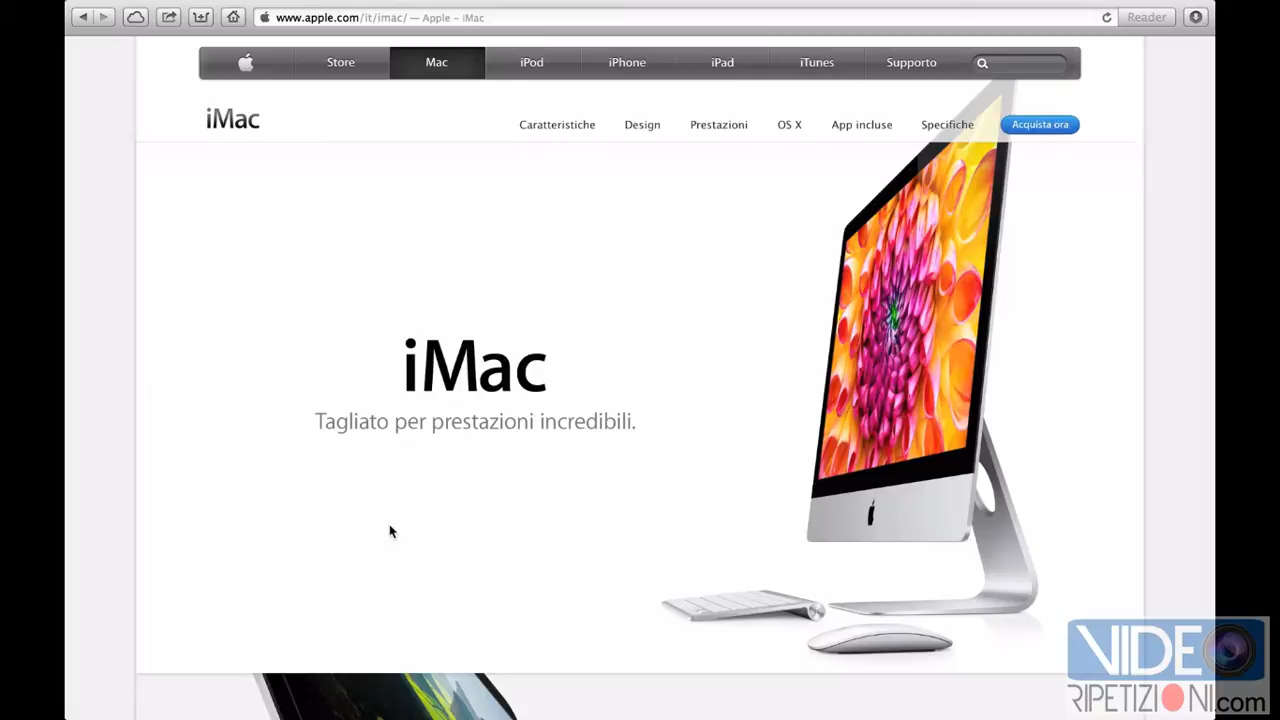 www.apple.com/it/imac/ — Apple – iMac
Reader
Store
Mac
iPod
iPhone
iPad
iTunes
Supporto
iMac
Caratteristiche
Design
Prestazioni
OS X
App incluse
Specifiche
Acquista ora
iMac
Tagliato per prestazioni incredibili.
VIDEO
RIPETIZIONI.com